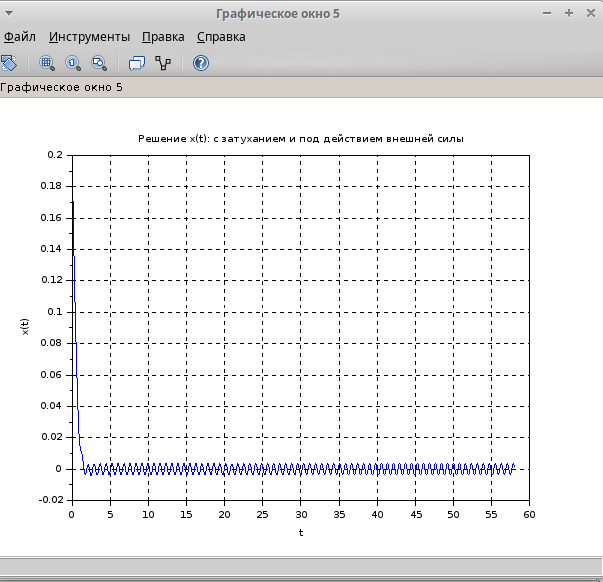 Графическое окно 5
Файл Инструменты Правка Справка
Графическое окно 5
Решение x(t): с затуханием и под действием внешней силы
0.2
0.18
0.16
0.14
0.12
0.1
0.08
0.06
0.04
0.02
0
-0.02
x(t)
0 5 10 15 20 25 30 35 40 45 50 55 60
t